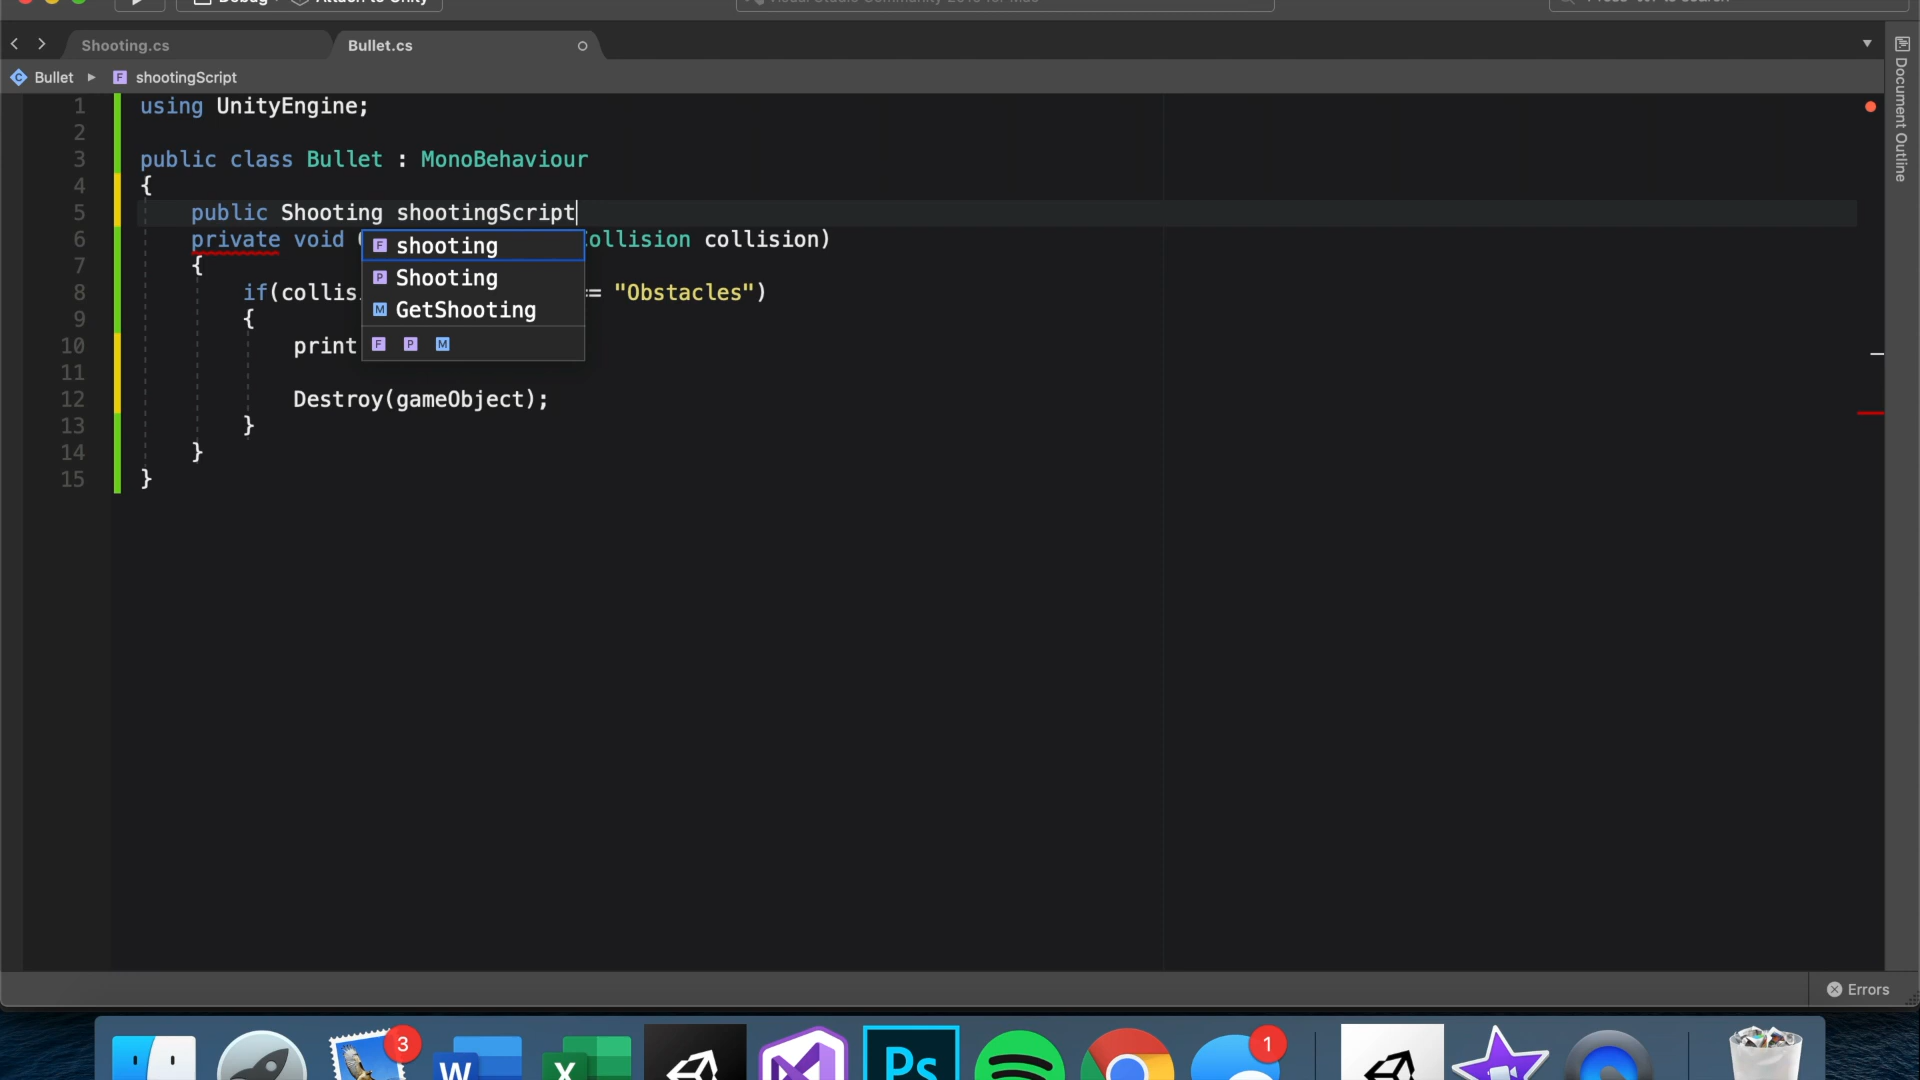 Debug Attach to Unity
Visual Studio Community 2019 for Mac
Shooting.cs
Bullet.cs
Bullet ▸ F shootingScript
Document Outline
1 using UnityEngine;
2
3 public class Bullet : MonoBehaviour
4 {
5 public Shooting shootingScript
6 private void ollision collision)
7 {
8 if(collis == "Obstacles")
9 {
10 print
11
12 Destroy(gameObject);
13 }
14 }
15 }
F shooting
P Shooting
M GetShooting
F P M
Errors
3
W
X
Ps
1